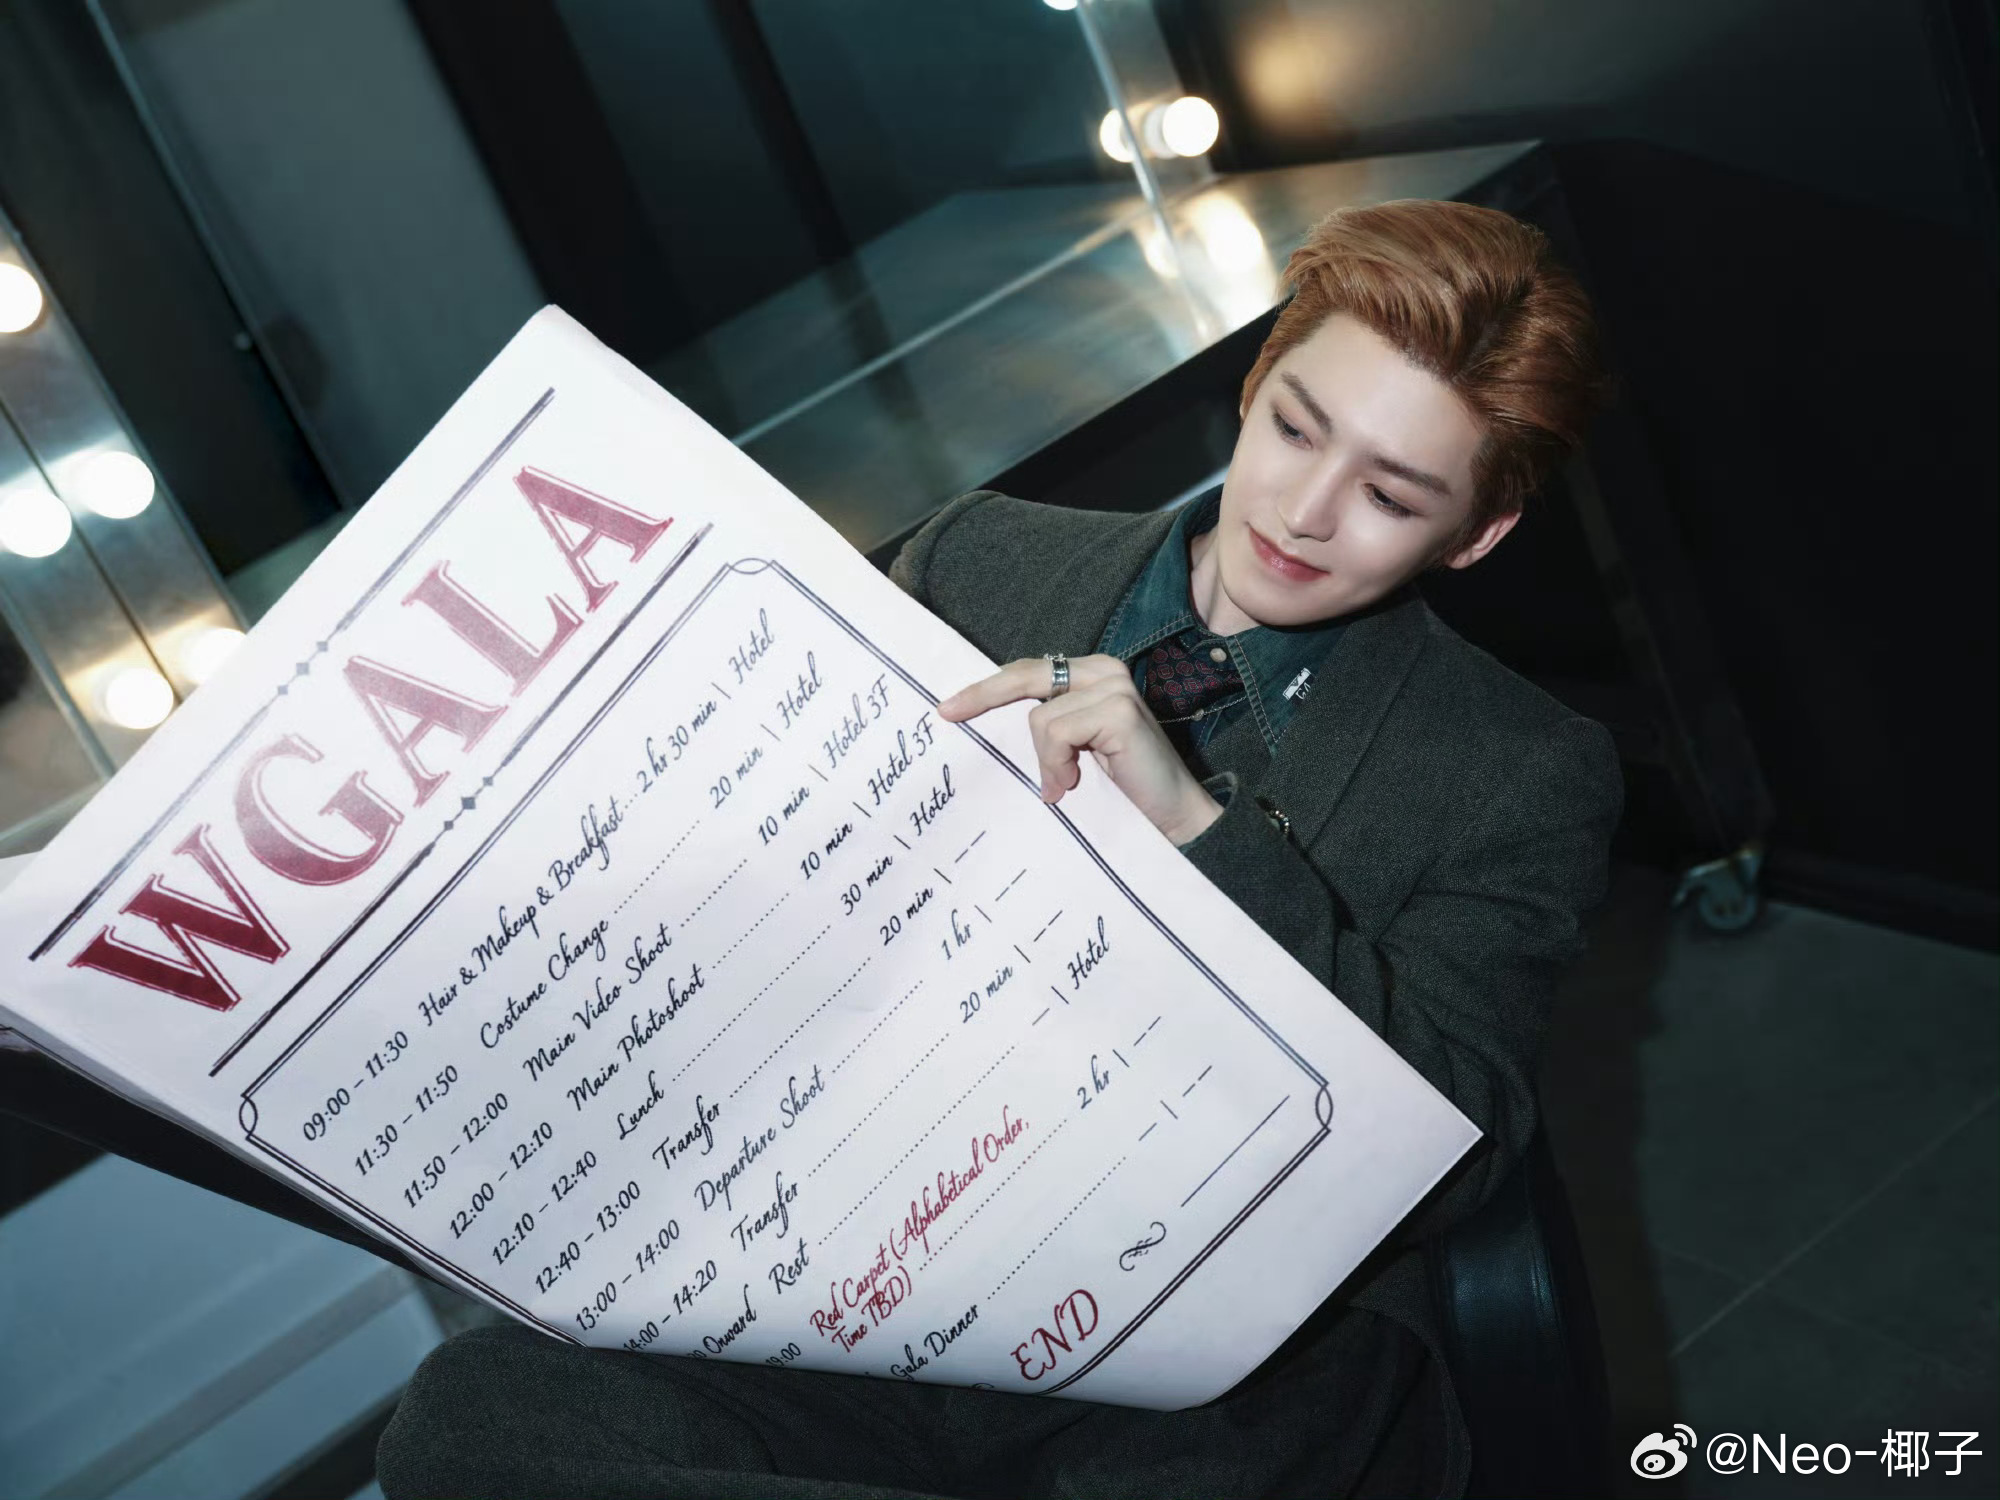 WGALA
09:00 – 11:30 Hair & Makeup & Breakfast ... 2 hr 30 min \ Hotel
11:30 – 11:50 Costume Change .......... 20 min \ Hotel
11:50 – 12:00 Main Video Shoot .......... 10 min \ Hotel 3F
12:00 – 12:10 Main Photoshoot .......... 10 min \ Hotel 3F
12:10 – 12:40 Lunch .......... 30 min \ Hotel
12:40 – 13:00 Transfer .......... 20 min \ — —
13:00 – 14:00 Departure Shoot .......... 1 hr \ — —
14:00 – 14:20 Transfer .......... 20 min \ — —
Onward Rest .......... — \ Hotel
Red Carpet (Alphabetical Order,
Time TBD) .......... 2 hr \ — —
Gala Dinner .......... — \ — —
END
@Neo-椰子